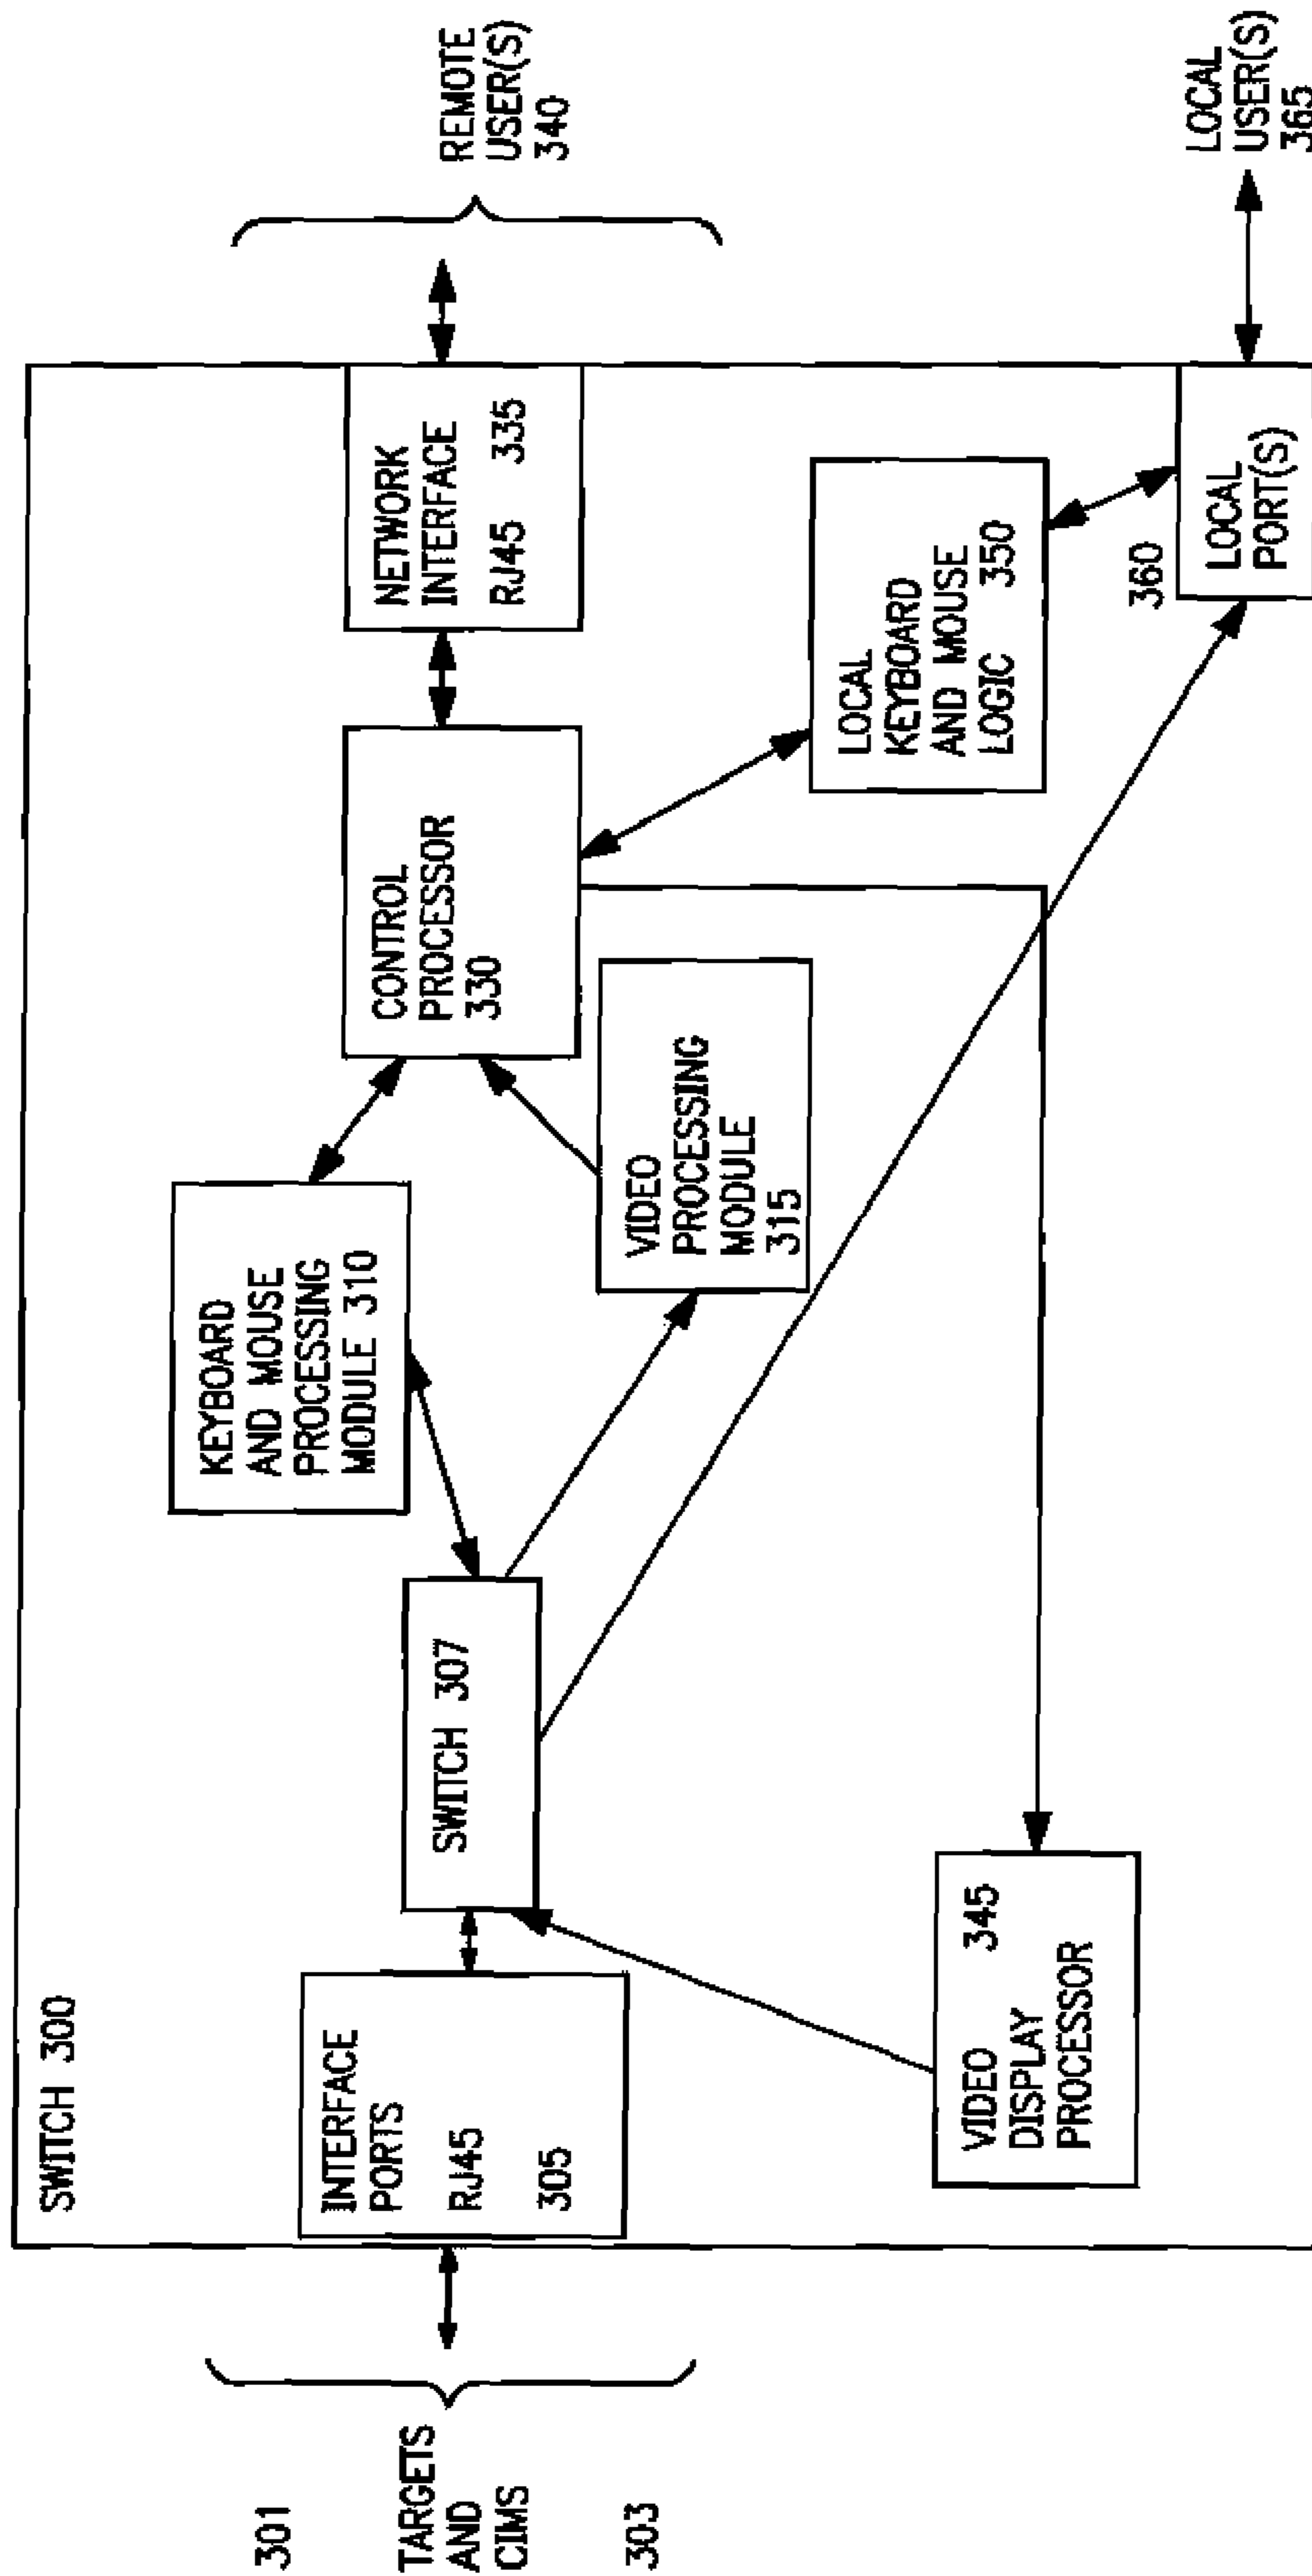 SWITCH 300
301
TARGETS
AND
CIMS
303
INTERFACE
PORTS
RJ45
305
SWITCH 307
KEYBOARD
AND MOUSE
PROCESSING
MODULE 310
VIDEO
PROCESSING
MODULE
315
CONTROL
PROCESSOR
330
NETWORK
INTERFACE
RJ45 335
REMOTE
USER(S)
340
VIDEO 345
DISPLAY
PROCESSOR
LOCAL
KEYBOARD
AND MOUSE
LOGIC 350
360
LOCAL
PORT(S)
LOCAL
USER(S)
365